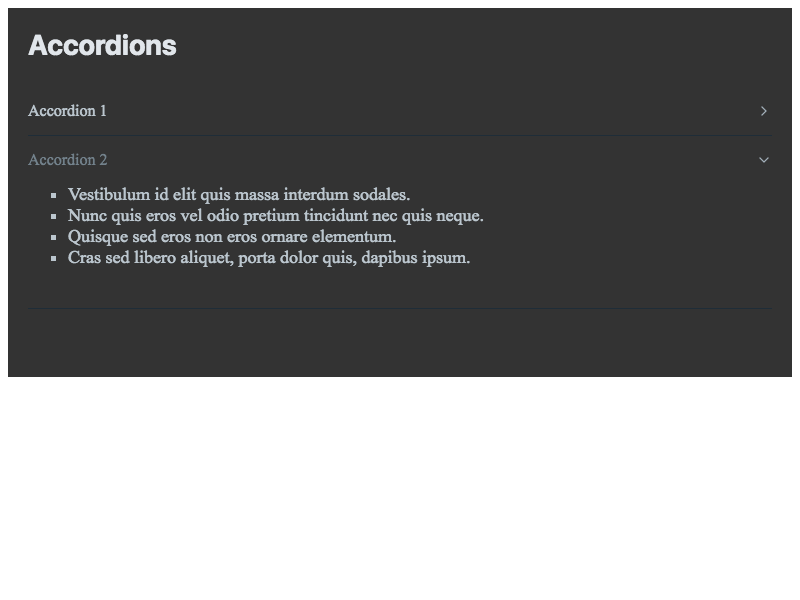 Accordions
Accordion 1
Accordion 2
Vestibulum id elit quis massa interdum sodales.
Nunc quis eros vel odio pretium tincidunt nec quis neque.
Quisque sed eros non eros ornare elementum.
Cras sed libero aliquet, porta dolor quis, dapibus ipsum.